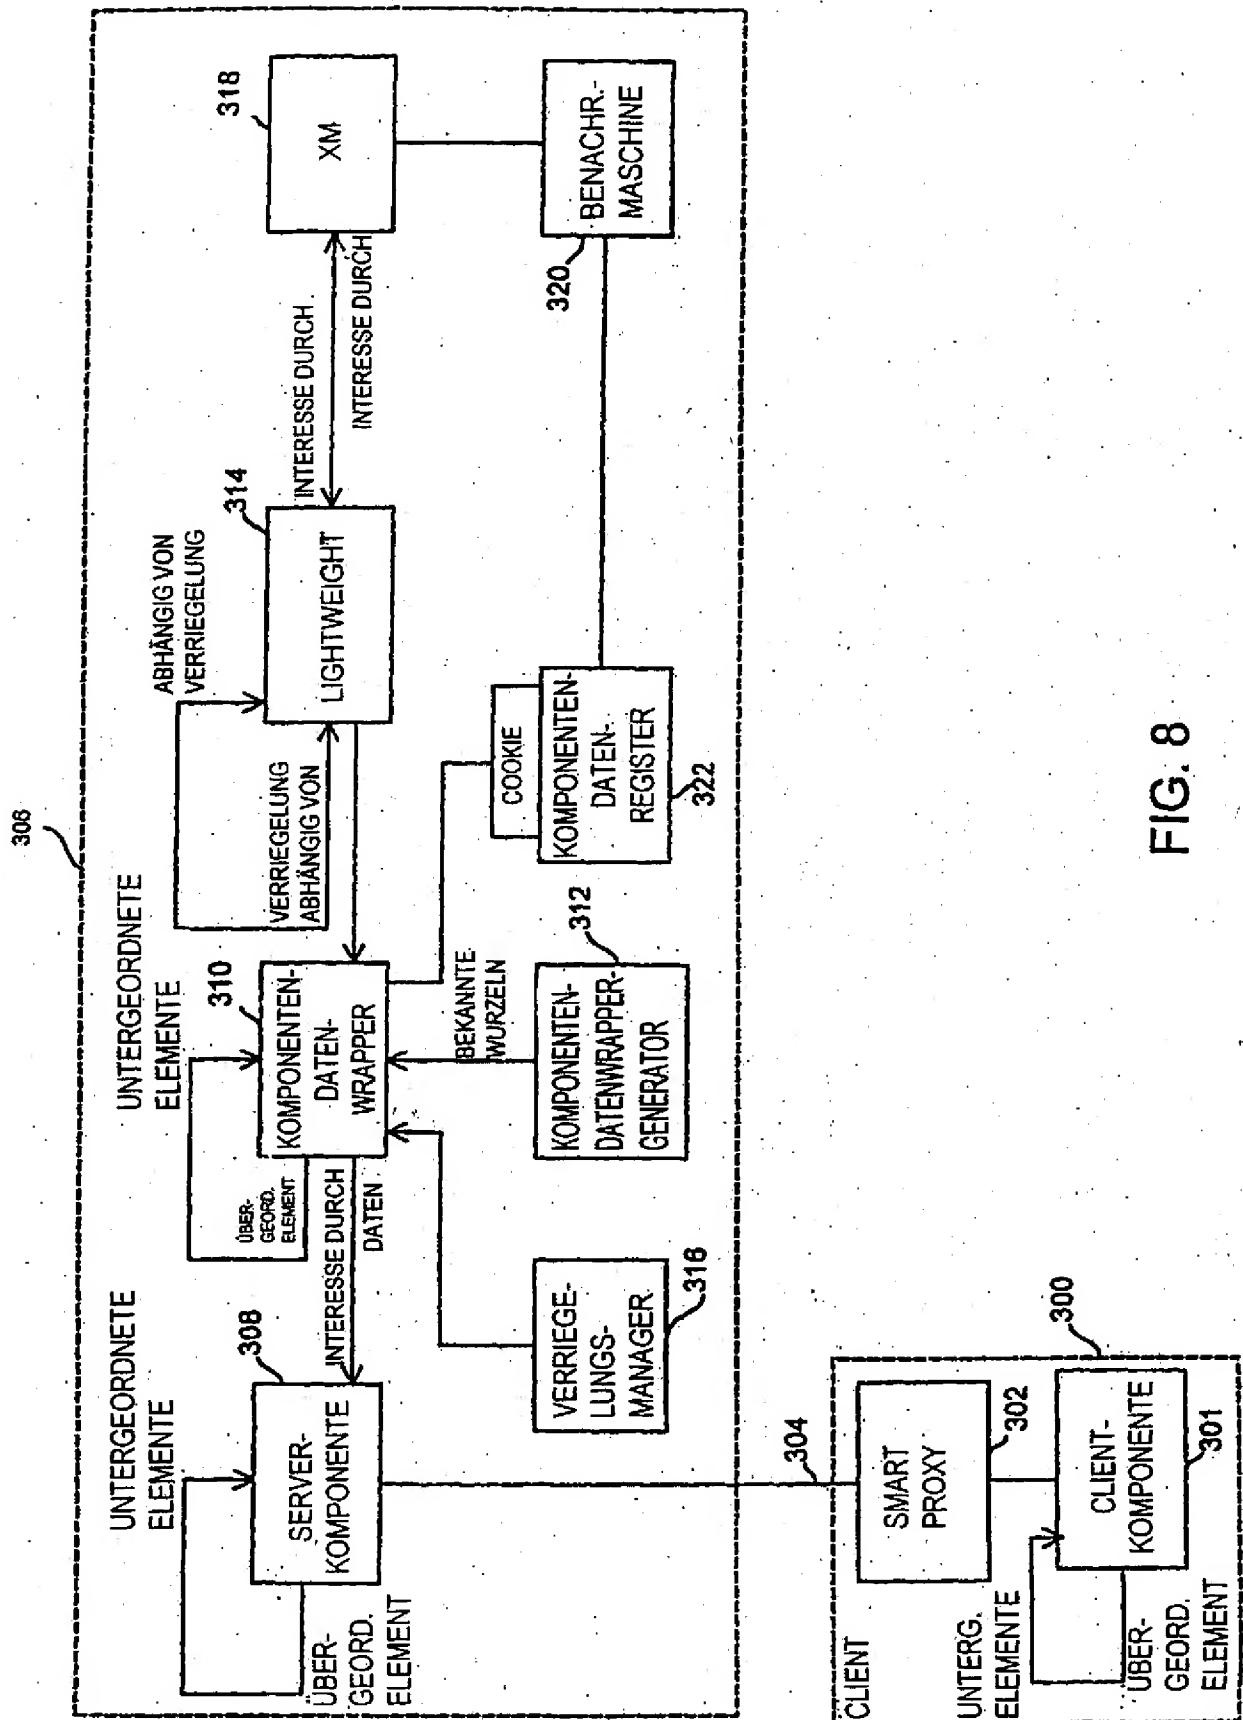 306
UNTERGEORDNETE
ELEMENTE
308
SERVER-
KOMPONENTE
ÜBER-
GEORD.
ELEMENT
INTERESSE DURCH
DATEN
UNTERGEORDNETE
ELEMENTE
310
KOMPONENTEN-
DATEN-
WRAPPER
ÜBER-
GEORD.
ELEMENT
ABHÄNGIG VON
VERRIEGELUNG
VERRIEGELUNG
ABHÄNGIG VON
314
LIGHTWEIGHT
INTERESSE DURCH
INTERESSE DURCH
318
XM
VERRIEGE-
LUNGS-
MANAGER
316
BEKANNTE
WURZELN
312
KOMPONENTEN-
DATENWRAPPER-
GENERATOR
COOKIE
KOMPONENTEN-
DATEN-
REGISTER
322
320
BENACHR.-
MASCHINE
304
CLIENT
SMART
PROXY
302
300
UNTERG.
ELEMENTE
CLIENT-
KOMPONENTE
301
ÜBER-
GEORD.
ELEMENT
FIG. 8